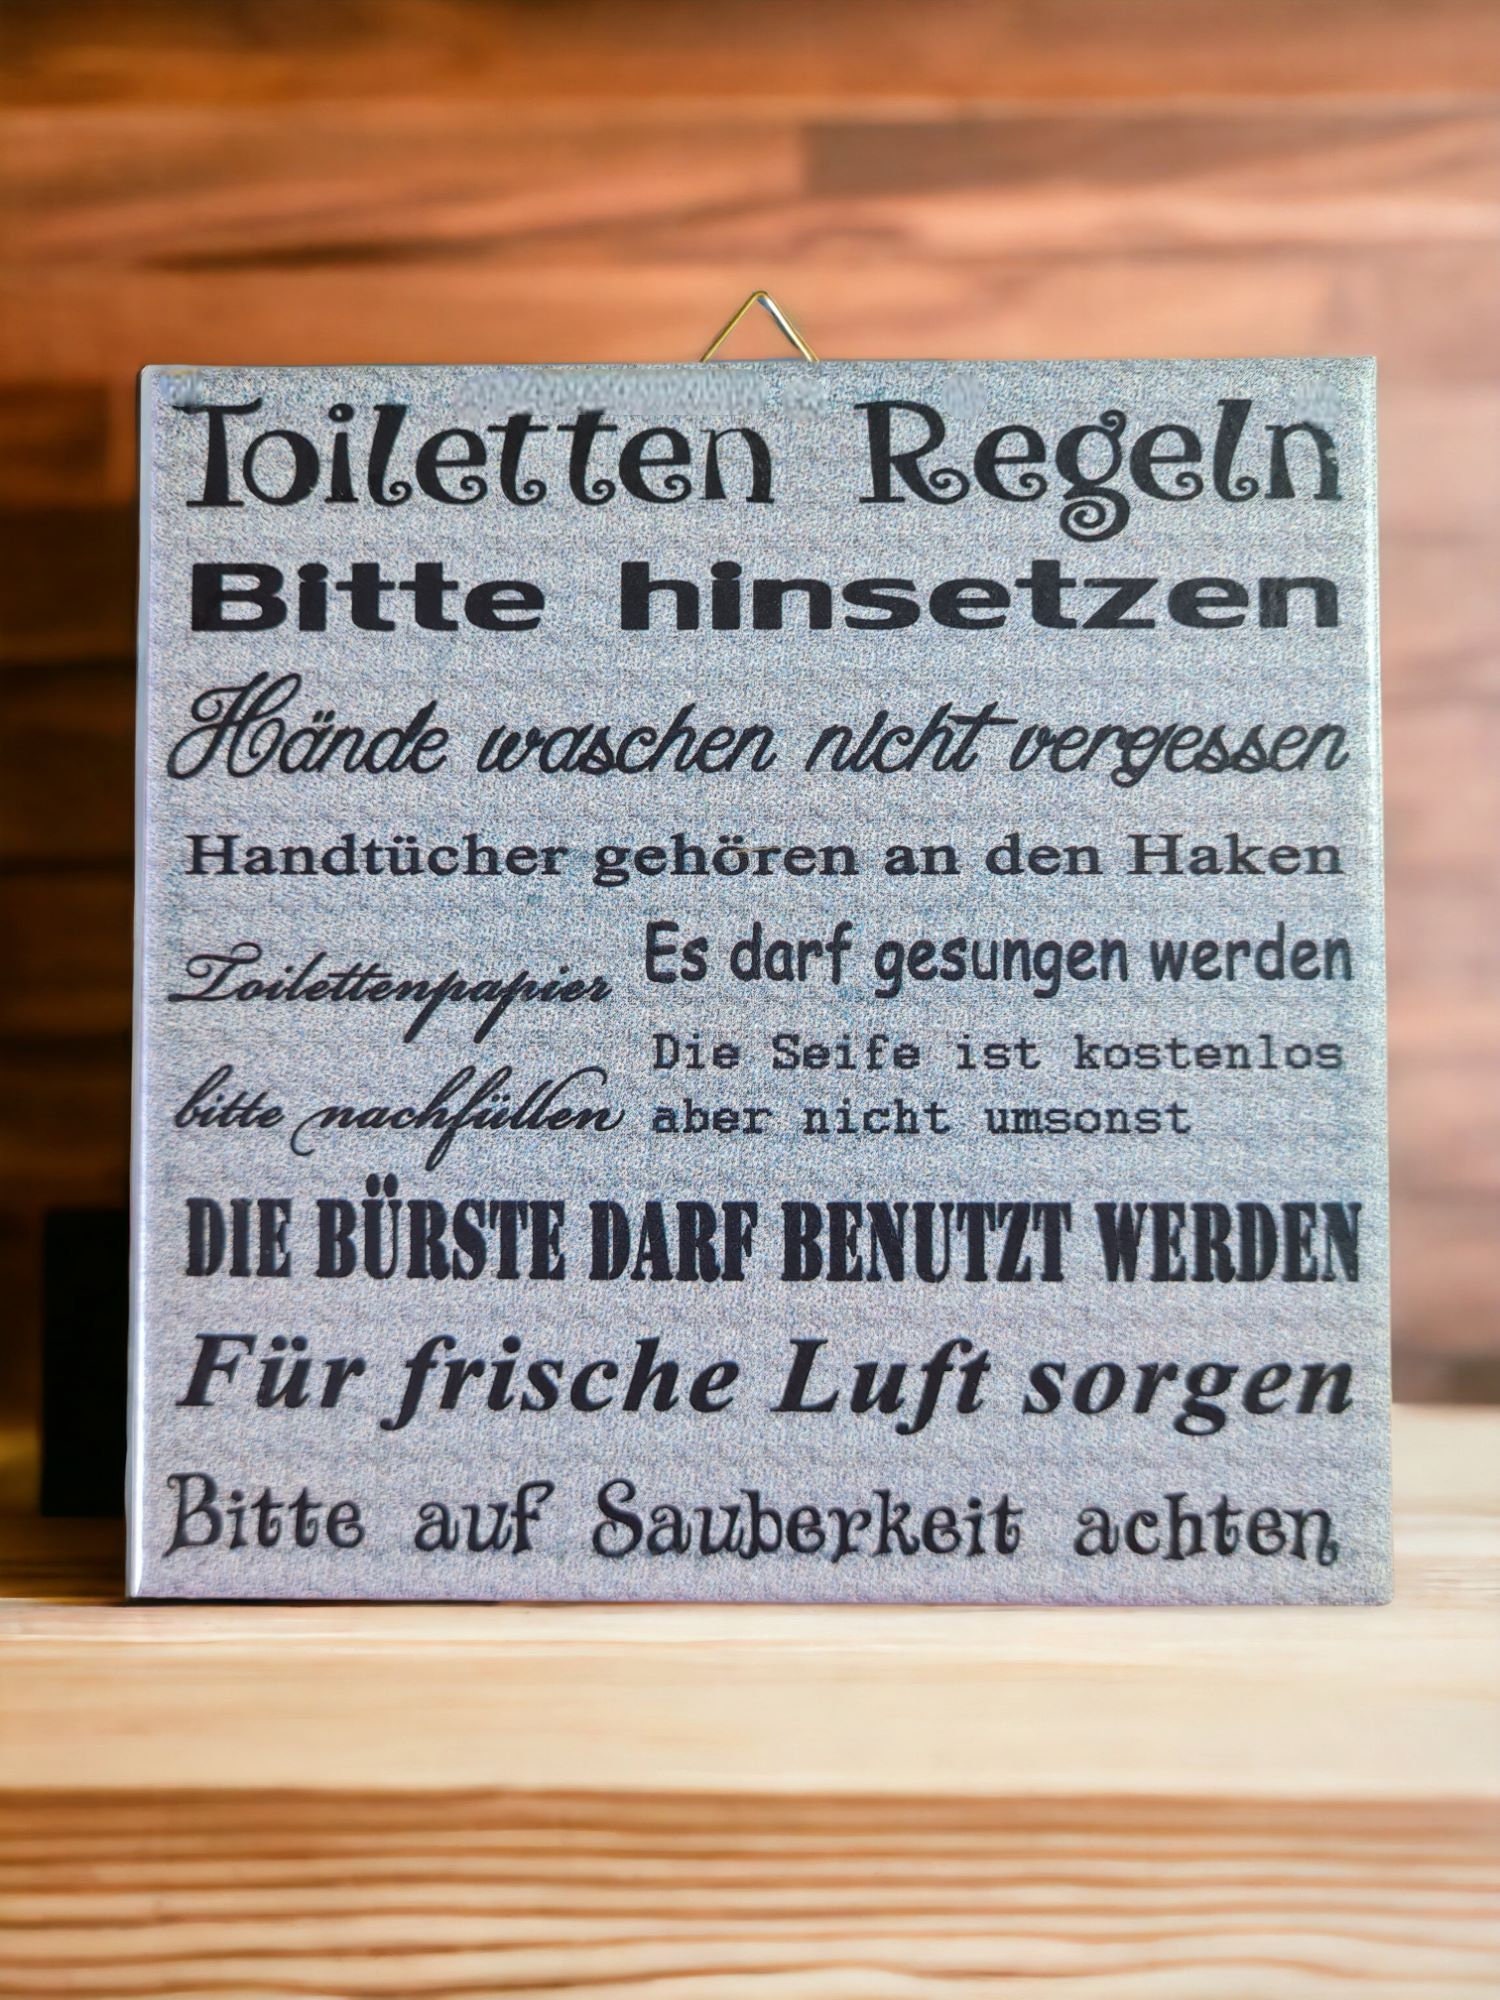 Toiletten Regeln
Bitte hinsetzen
Hände waschen nicht vergessen
Handtücher gehören an den Haken
Toilettenpapier
bitte nachfüllen
Es darf gesungen werden
Die Seife ist kostenlos
aber nicht umsonst
DIE BÜRSTE DARF BENUTZT WERDEN
Für frische Luft sorgen
Bitte auf Sauberkeit achten